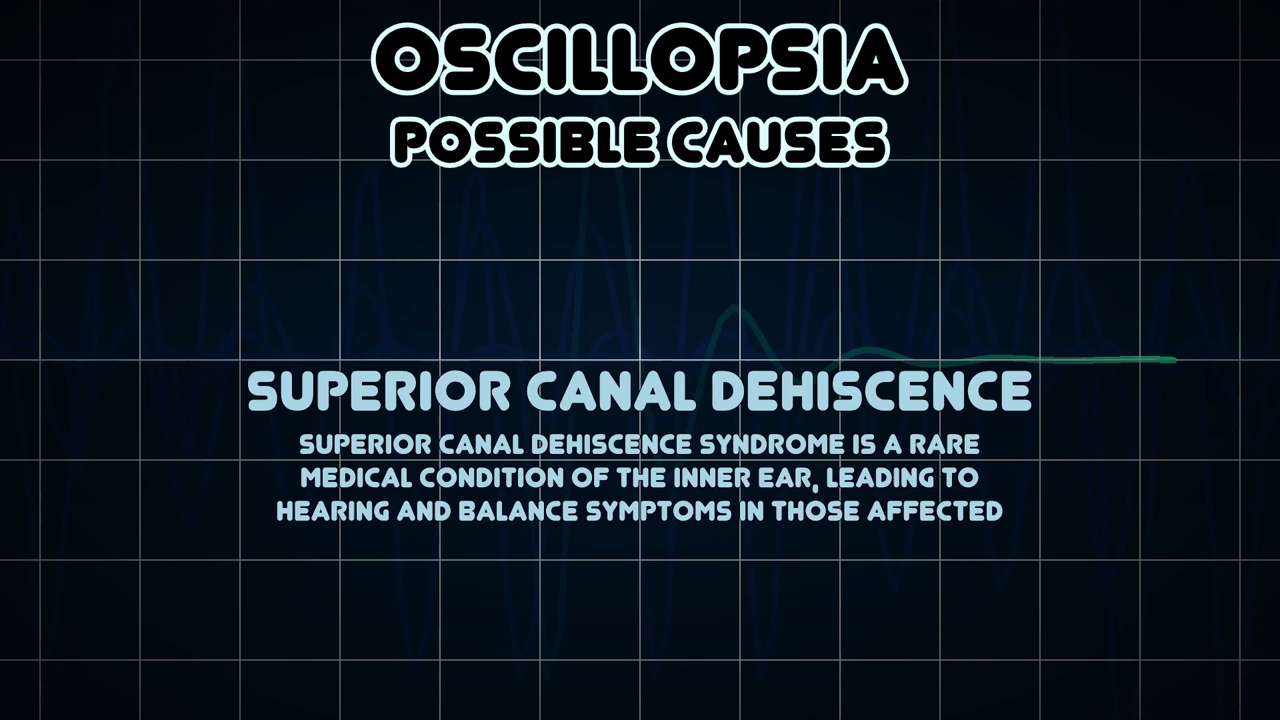 OSCILLOPSIA
POSSIBLE CAUSES
SUPERIOR CANAL DEHISCENCE
SUPERIOR CANAL DEHISCENCE SYNDROME IS A RARE
MEDICAL CONDITION OF THE INNER EAR, LEADING TO
HEARING AND BALANCE SYMPTOMS IN THOSE AFFECTED